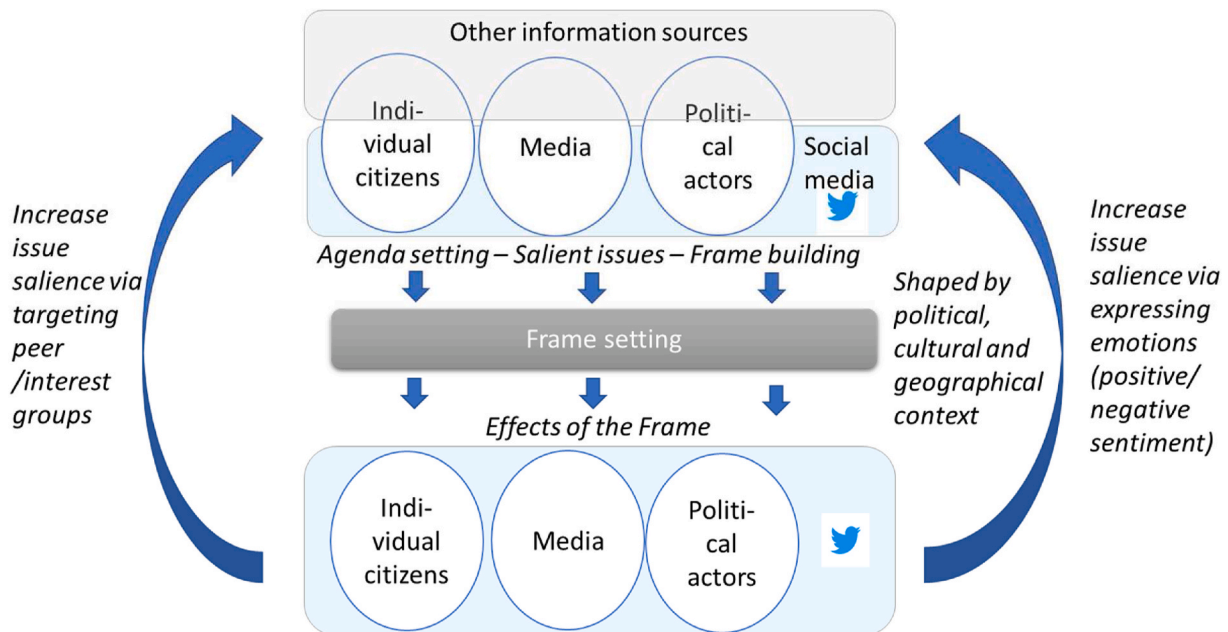 Other information sources
Indi-
vidual
citizens
Media
Politi-
cal
actors
Social
media
Agenda setting – Salient issues – Frame building
Increase
issue
salience via
targeting
peer
/interest
groups
Frame setting
Shaped by
political,
cultural and
geographical
context
Increase
issue
salience via
expressing
emotions
(positive/
negative
sentiment)
Effects of the Frame
Indi-
vidual
citizens
Media
Politi-
cal
actors